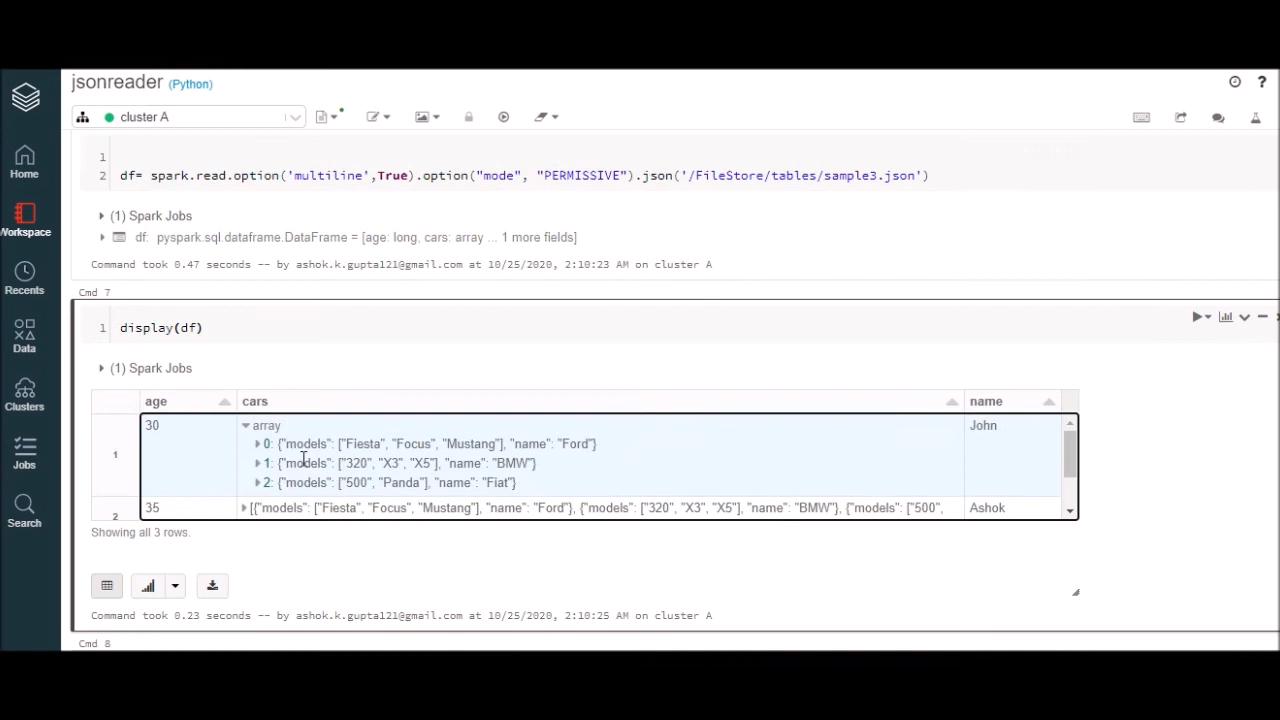 jsonreader (Python)
cluster A
Home
Workspace
Recents
Data
Clusters
Jobs
Search
1
2 df= spark.read.option('multiline',True).option("mode", "PERMISSIVE").json('/FileStore/tables/sample3.json')
(1) Spark Jobs
df: pyspark.sql.dataframe.DataFrame = [age: long, cars: array ... 1 more fields]
Command took 0.47 seconds -- by ashok.k.gupta121@gmail.com at 10/25/2020, 2:10:23 AM on cluster A
Cmd 7
1 display(df)
(1) Spark Jobs
age cars name
1 30 array John
0: {"models": ["Fiesta", "Focus", "Mustang"], "name": "Ford"}
1: {"models": ["320", "X3", "X5"], "name": "BMW"}
2: {"models": ["500", "Panda"], "name": "Fiat"}
2 35 [{"models": ["Fiesta", "Focus", "Mustang"], "name": "Ford"}, {"models": ["320", "X3", "X5"], "name": "BMW"}, {"models": ["500", Ashok
Showing all 3 rows.
Command took 0.23 seconds -- by ashok.k.gupta121@gmail.com at 10/25/2020, 2:10:25 AM on cluster A
Cmd 8